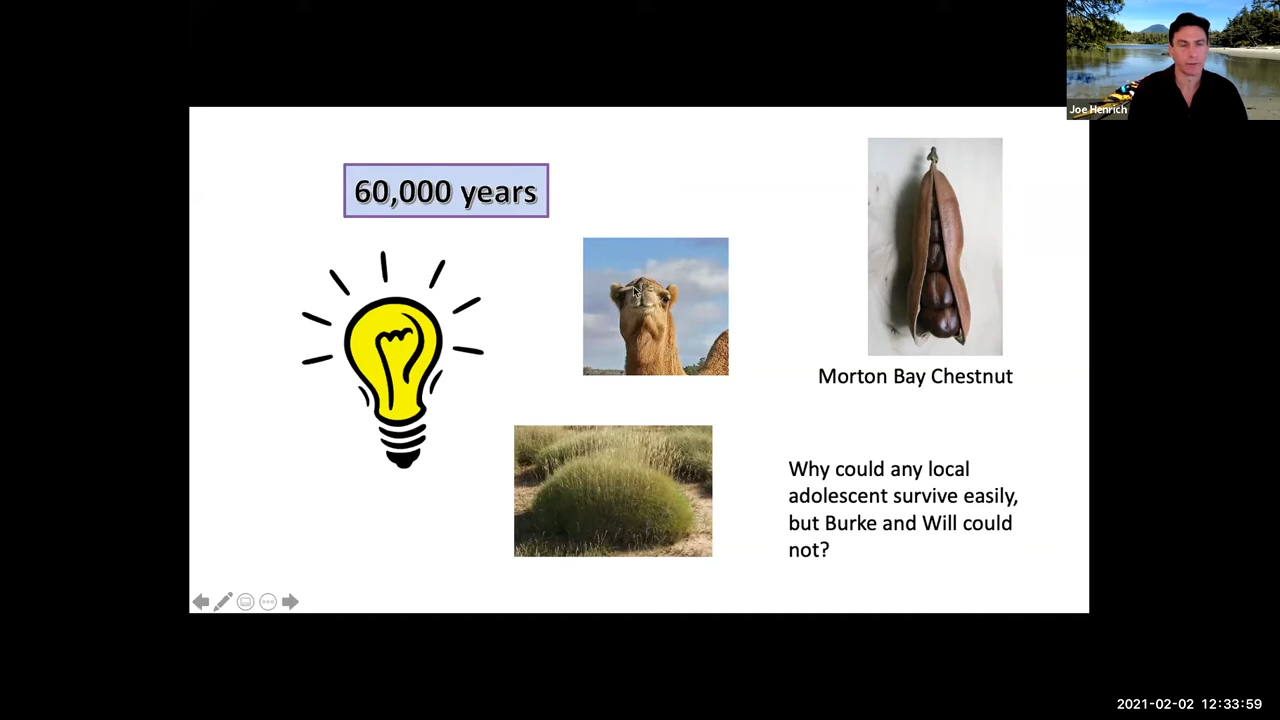 Joe Henrich
60,000 years
Morton Bay Chestnut
Why could any local
adolescent survive easily,
but Burke and Will could
not?
2021-02-02 12:33:59